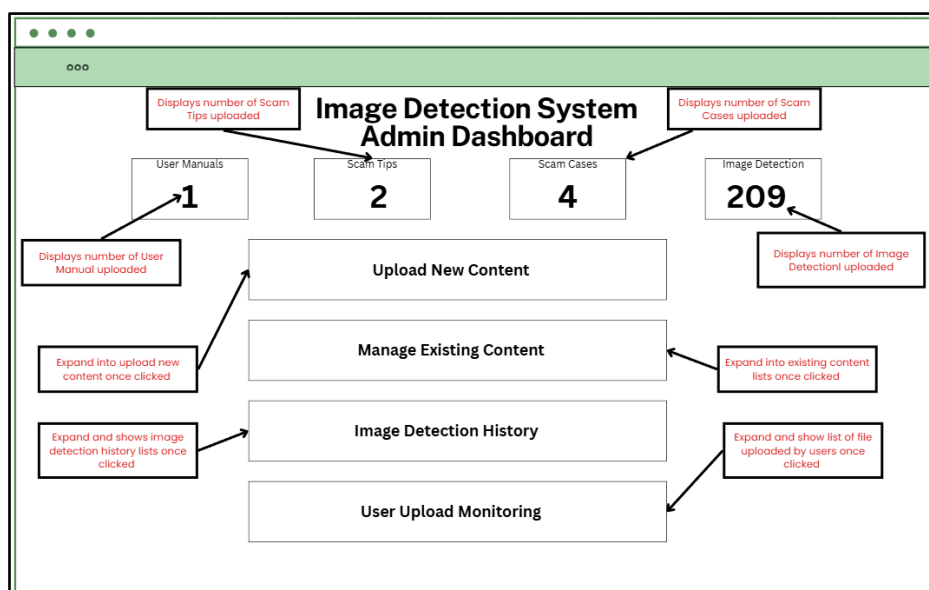 Displays number of Scam
Tips uploaded
Image Detection System
Admin Dashboard
Displays number of Scam
Cases uploaded
User Manuals
1
Scam Tips
2
Scam Cases
4
Image Detection
209
Displays number of User
Manual uploaded
Displays number of Image
Detectionl uploaded
Upload New Content
Expand into upload new
content once clicked
Manage Existing Content
Expand into existing content
lists once clicked
Expand and shows image
detection history lists once
clicked
Image Detection History
Expand and show list of file
uploaded by users once
clicked
User Upload Monitoring